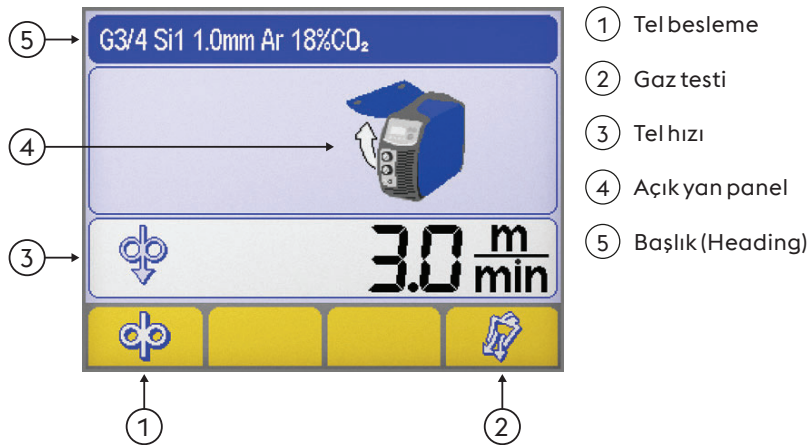 5 G3/4 Si1 1.0mm Ar 18%CO₂
4
3 3.0 m/min
1 2
1 Tel besleme
2 Gaz testi
3 Tel hızı
4 Açık yan panel
5 Başlık (Heading)